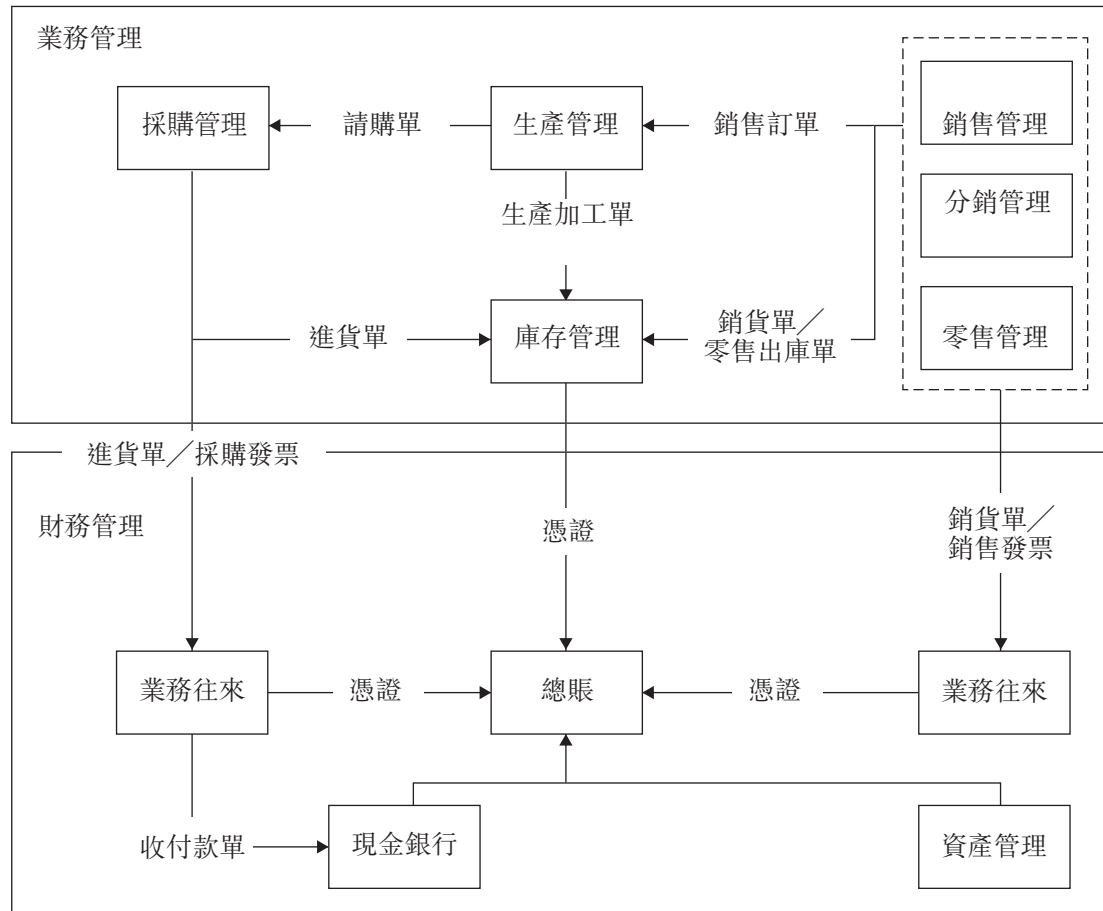 業務管理
採購管理
請購單
生產管理
銷售訂單
銷售管理
分銷管理
生產加工單
進貨單
庫存管理
銷貨單／
零售出庫單
零售管理
進貨單／採購發票
財務管理
憑證
銷貨單／
銷售發票
業務往來
憑證
總賬
憑證
業務往來
收付款單
現金銀行
資產管理